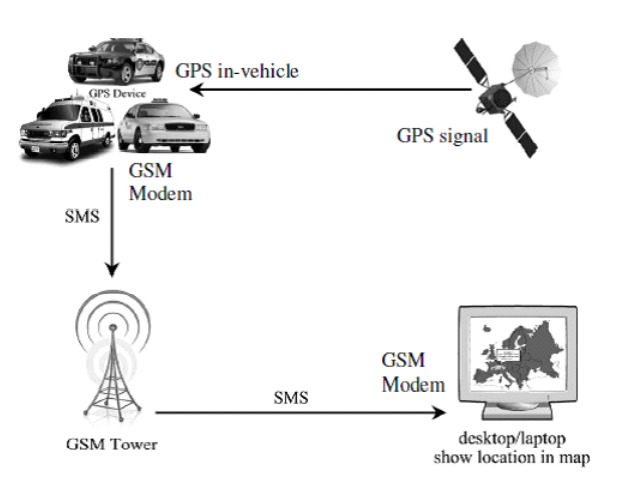 GPS in-vehicle
GPS Device
GPS signal
GSM
Modem
SMS
GSM
Modem
SMS
GSM Tower
desktop/laptop
show location in map